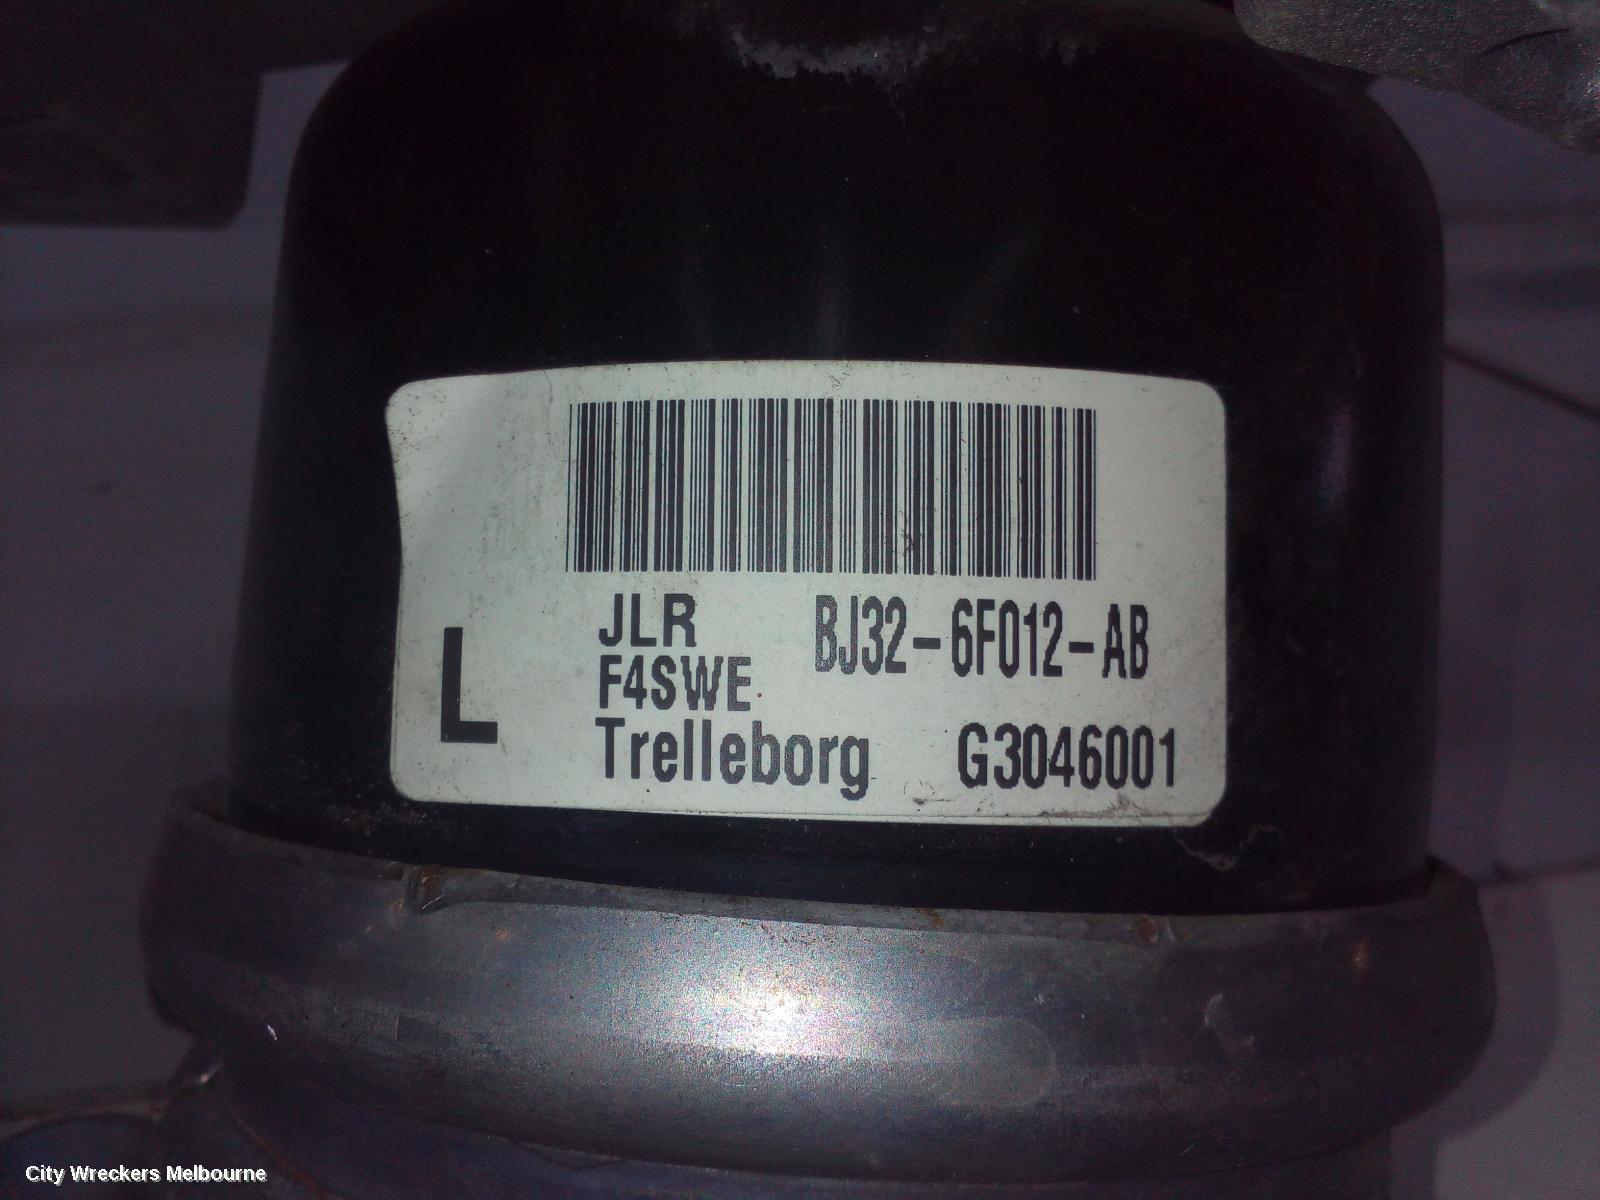 JLR BJ32-6F012-AB
F4SWE
L
Trelleborg G3046001
City Wreckers Melbourne